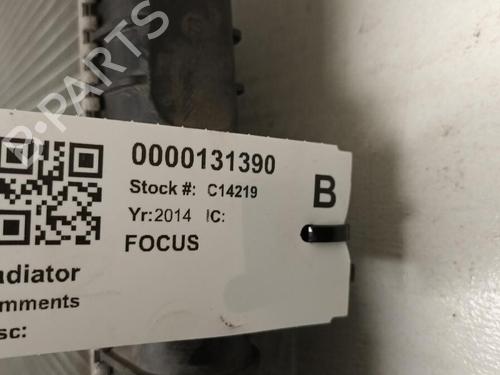 B-PARTS
0000131390
Stock #: C14219
B
Yr:2014 IC:
FOCUS
adiator
mments
sc: